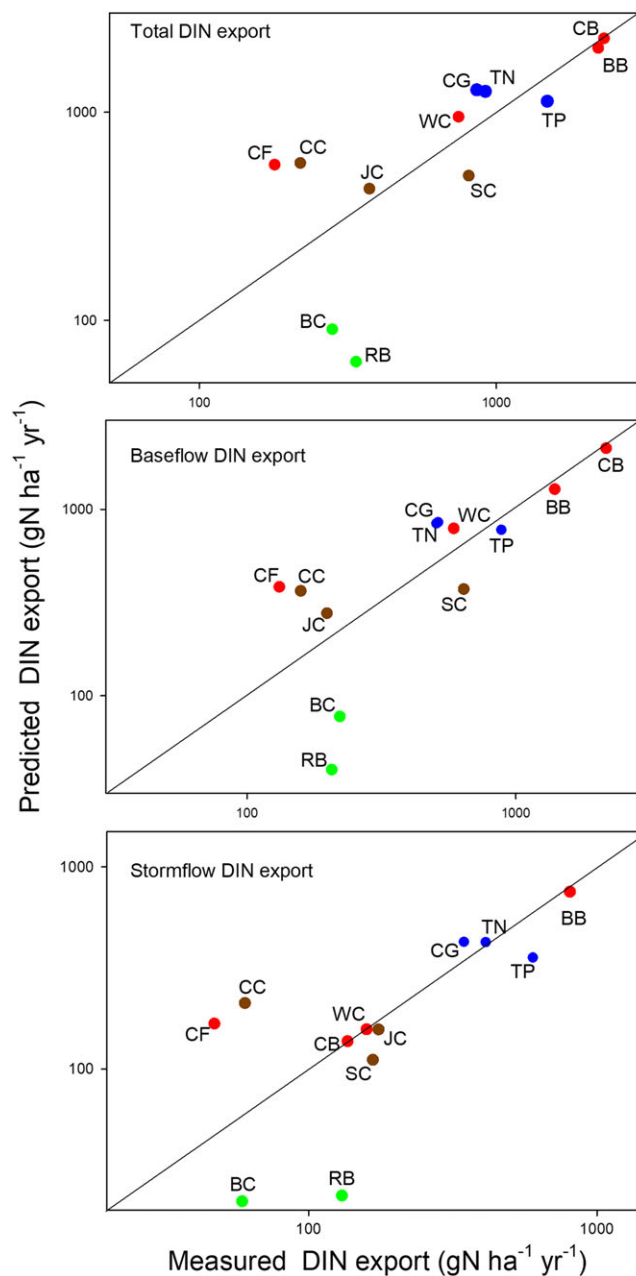 Total DIN export
CB
BB
CG TN
TP
WC
CF CC
JC
SC
BC
RB
1000
100
100 1000
Baseflow DIN export
CB
BB
CG
TN
WC
TP
CF CC
JC
SC
BC
RB
1000
100
100 1000
Stormflow DIN export
BB
CG TN
TP
CC
CF
WC
CB
JC
SC
BC RB
1000
100
100 1000
Predicted DIN export (gN ha⁻¹ yr⁻¹)
Measured DIN export (gN ha⁻¹ yr⁻¹)